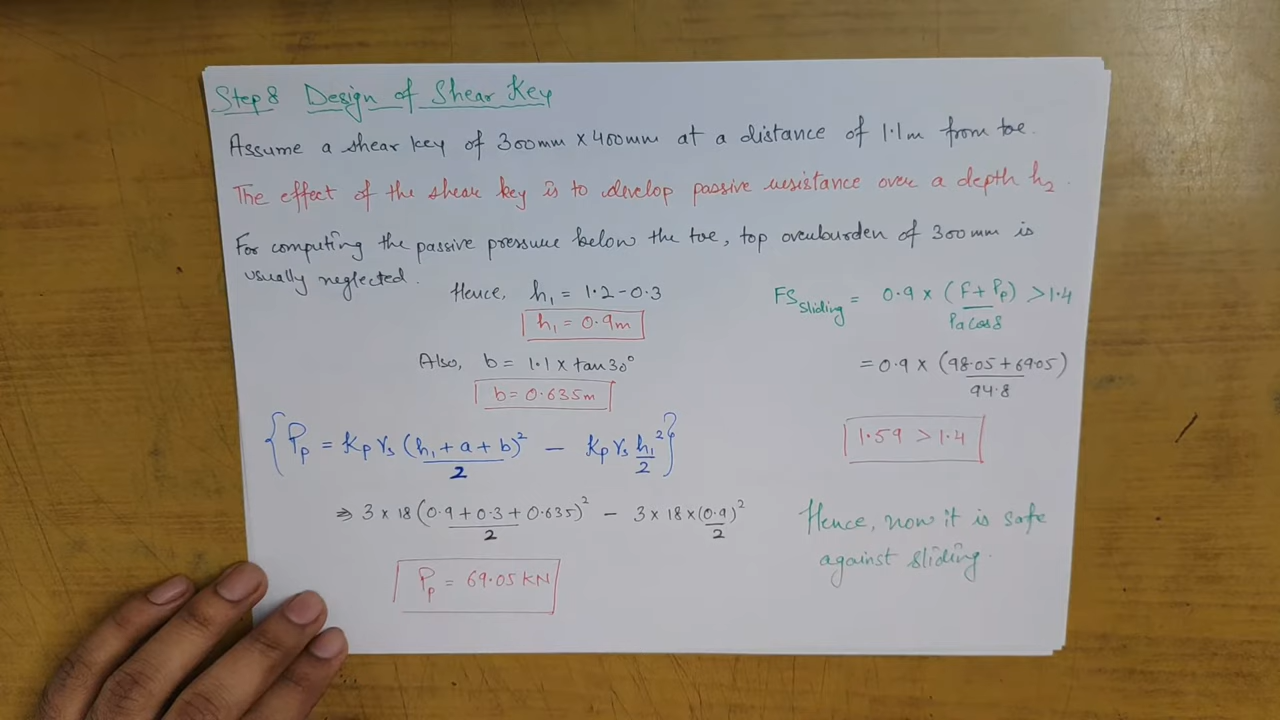 Step 8 Design of Shear Key
Assume a shear key of 300mm × 400mm at a distance of 1.1m from toe.
The effect of the shear key is to develop passive resistance over a depth h₂.
For computing the passive pressure below the toe, top overburden of 300mm is
usually neglected.
Hence, h₁ = 1.2 - 0.3
h₁ = 0.9m
Also, b = 1.1 × tan30°
b = 0.635m
{Pp = kp γs (h₁ + a + b)²/2 - kp γs h₁²/2}
⇒ 3 × 18 (0.9 + 0.3 + 0.635)²/2 - 3 × 18 × (0.9)²/2
Pp = 69.05 KN
FS sliding = 0.9 × (F + Pp)/Pa cosδ > 1.4
= 0.9 × (98.05 + 69.05)/94.8
1.59 > 1.4
Hence, now it is safe
against sliding.